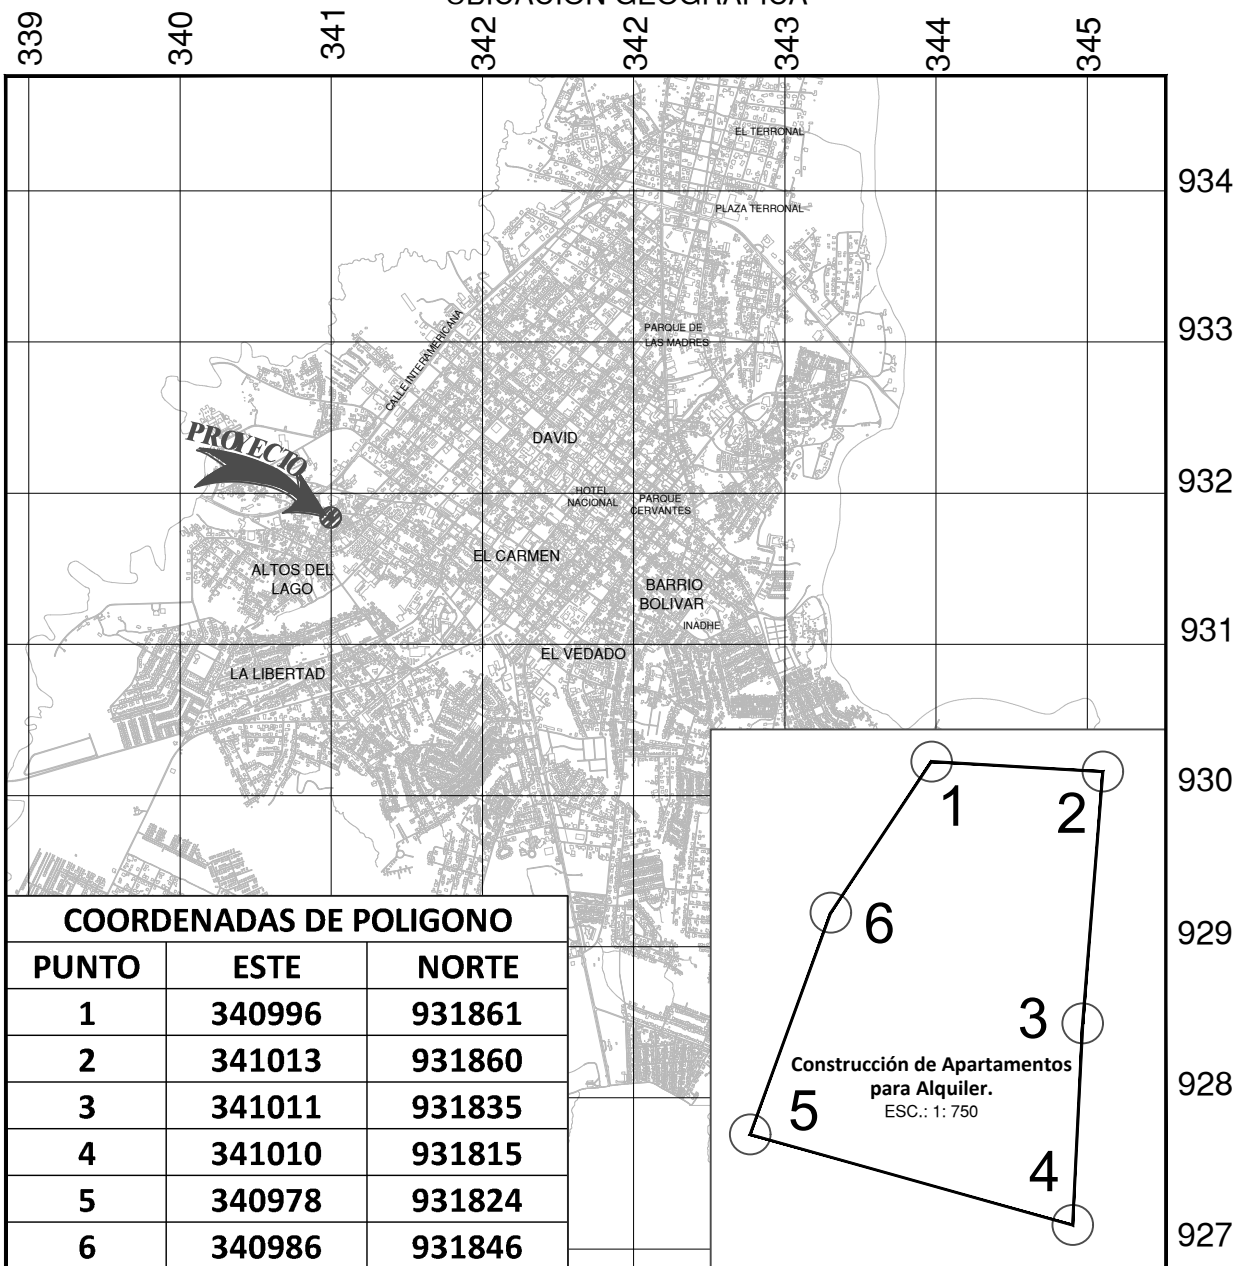 UBICACIÓN GEOGRÁFICA
339 340 341 342 342 343 344 345
EL TERRONAL
934
PLAZA TERRONAL
933
PARQUE DE
LAS MADRES
CALLE INTERAMERICANA
PROYECTO
DAVID
932
HOTEL
NACIONAL
PARQUE
CERVANTES
EL CARMEN
ALTOS DEL
LAGO
BARRIO
BOLIVAR
INADHE
931
EL VEDADO
LA LIBERTAD
930
929
928
927
COORDENADAS DE POLIGONO
PUNTO ESTE NORTE
1 340996 931861
2 341013 931860
3 341011 931835
4 341010 931815
5 340978 931824
6 340986 931846
1
2
6
3
Construcción de Apartamentos
para Alquiler.
ESC.: 1: 750
5
4